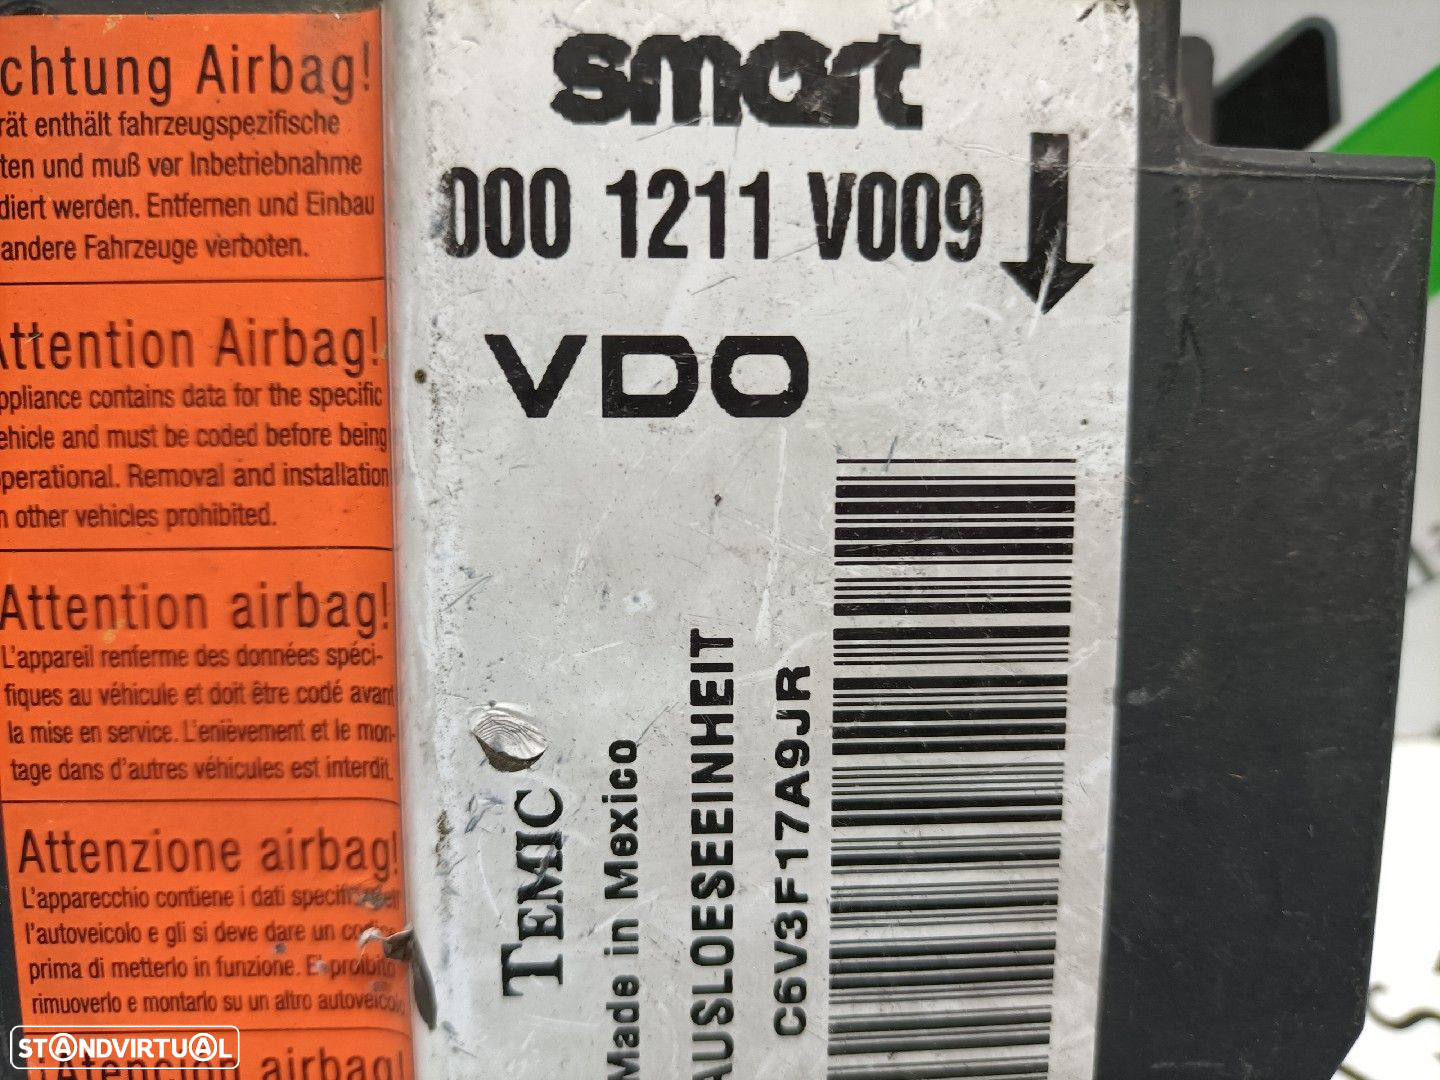 chtung Airbag!
rät enthält fahrzeugspezifische
ten und muß vor Inbetriebnahme
diert werden. Entfernen und Einbau
andere Fahrzeuge verboten.
Attention Airbag!
ppliance contains data for the specific
ehicle and must be coded before being
perational. Removal and installation
n other vehicles prohibited.
Attention airbag!
L'appareil renferme des données spéci-
fiques au véhicule et doit être codé avant
la mise en service. L'enièvement et le mon-
tage dans d'autres véhicules est interdit.
Attenzione airbag!
L'apparecchio contiene i dati specifici
l'autoveicolo e gli si deve dare un
prima di metterlo in funzione. E' proibito
rimuoverlo e montarlo su un altro autoveicolo
¡Atención airbag!
smart
000 1211 V009
VDO
TEMIC
Made in Mexico
AUSLOESEEINHEIT
C6V3F17A9JR
STANDVIRTUAL